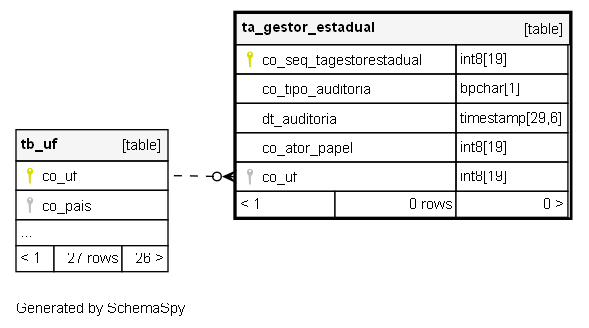 ta_gestor_estadual [table]
co_seq_tagestorestadual int8[19]
co_tipo_auditoria bpchar[1]
dt_auditoria timestamp[29,6]
co_ator_papel int8[19]
co_uf int8[19]
< 1 0 rows 0 >
tb_uf [table]
co_uf
co_pais
...
< 1 27 rows 26 >
Generated by SchemaSpy